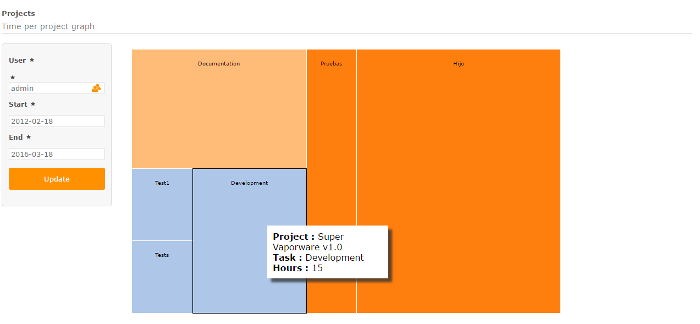 Projects
Time per project graph
User ★
★
admin
Start ★
2012-02-18
End ★
2016-03-18
Update
Documentation
Pruebas
Hijo
Test1
Development
Tests
Project : Super
Vaporware v1.0
Task : Development
Hours : 15